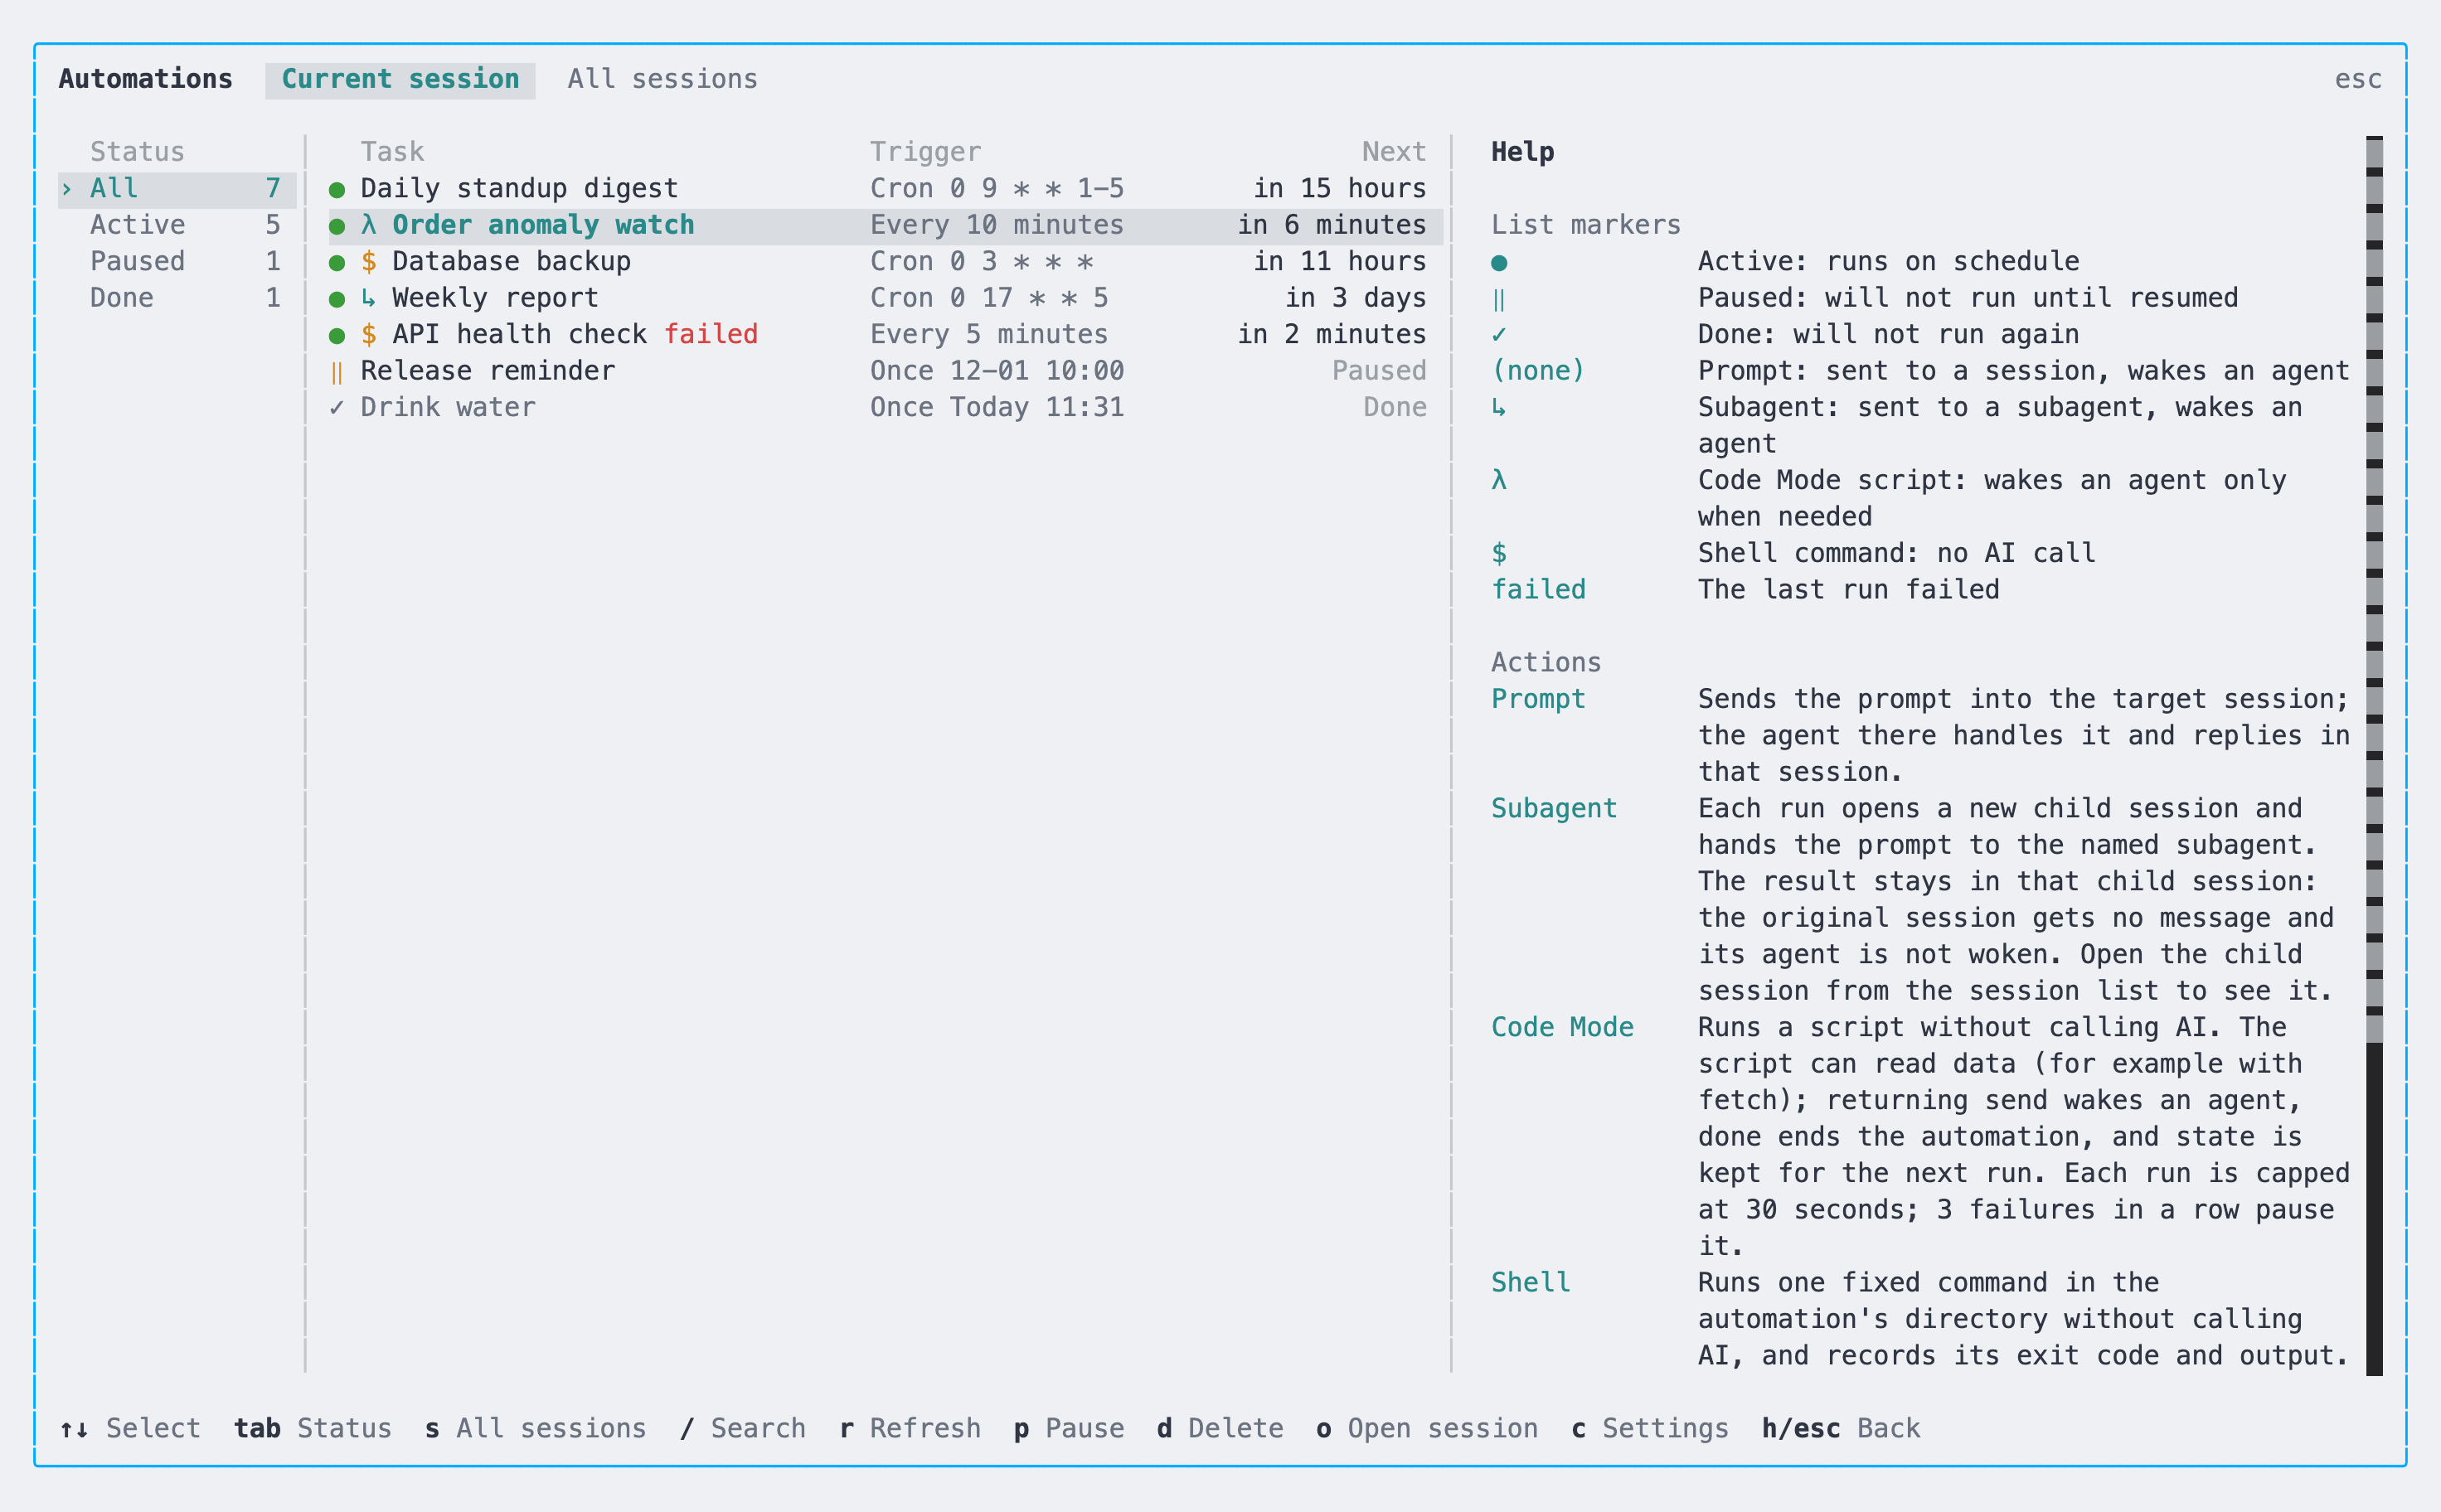 Automations  Current session  All sessions  esc
Status
› All 7
Active 5
Paused 1
Done 1
Task  Trigger  Next
● Daily standup digest  Cron 0 9 * * 1-5  in 15 hours
● λ Order anomaly watch  Every 10 minutes  in 6 minutes
● $ Database backup  Cron 0 3 * * *  in 11 hours
● ↳ Weekly report  Cron 0 17 * * 5  in 3 days
● $ API health check failed  Every 5 minutes  in 2 minutes
‖ Release reminder  Once 12-01 10:00  Paused
✓ Drink water  Once Today 11:31  Done
Help
List markers
● Active: runs on schedule
‖ Paused: will not run until resumed
✓ Done: will not run again
(none) Prompt: sent to a session, wakes an agent
↳ Subagent: sent to a subagent, wakes an
agent
λ Code Mode script: wakes an agent only
when needed
$ Shell command: no AI call
failed The last run failed
Actions
Prompt Sends the prompt into the target session;
the agent there handles it and replies in
that session.
Subagent Each run opens a new child session and
hands the prompt to the named subagent.
The result stays in that child session:
the original session gets no message and
its agent is not woken. Open the child
session from the session list to see it.
Code Mode Runs a script without calling AI. The
script can read data (for example with
fetch); returning send wakes an agent,
done ends the automation, and state is
kept for the next run. Each run is capped
at 30 seconds; 3 failures in a row pause
it.
Shell Runs one fixed command in the
automation's directory without calling
AI, and records its exit code and output.
↑↓ Select  tab Status  s All sessions  / Search  r Refresh  p Pause  d Delete  o Open session  c Settings  h/esc Back